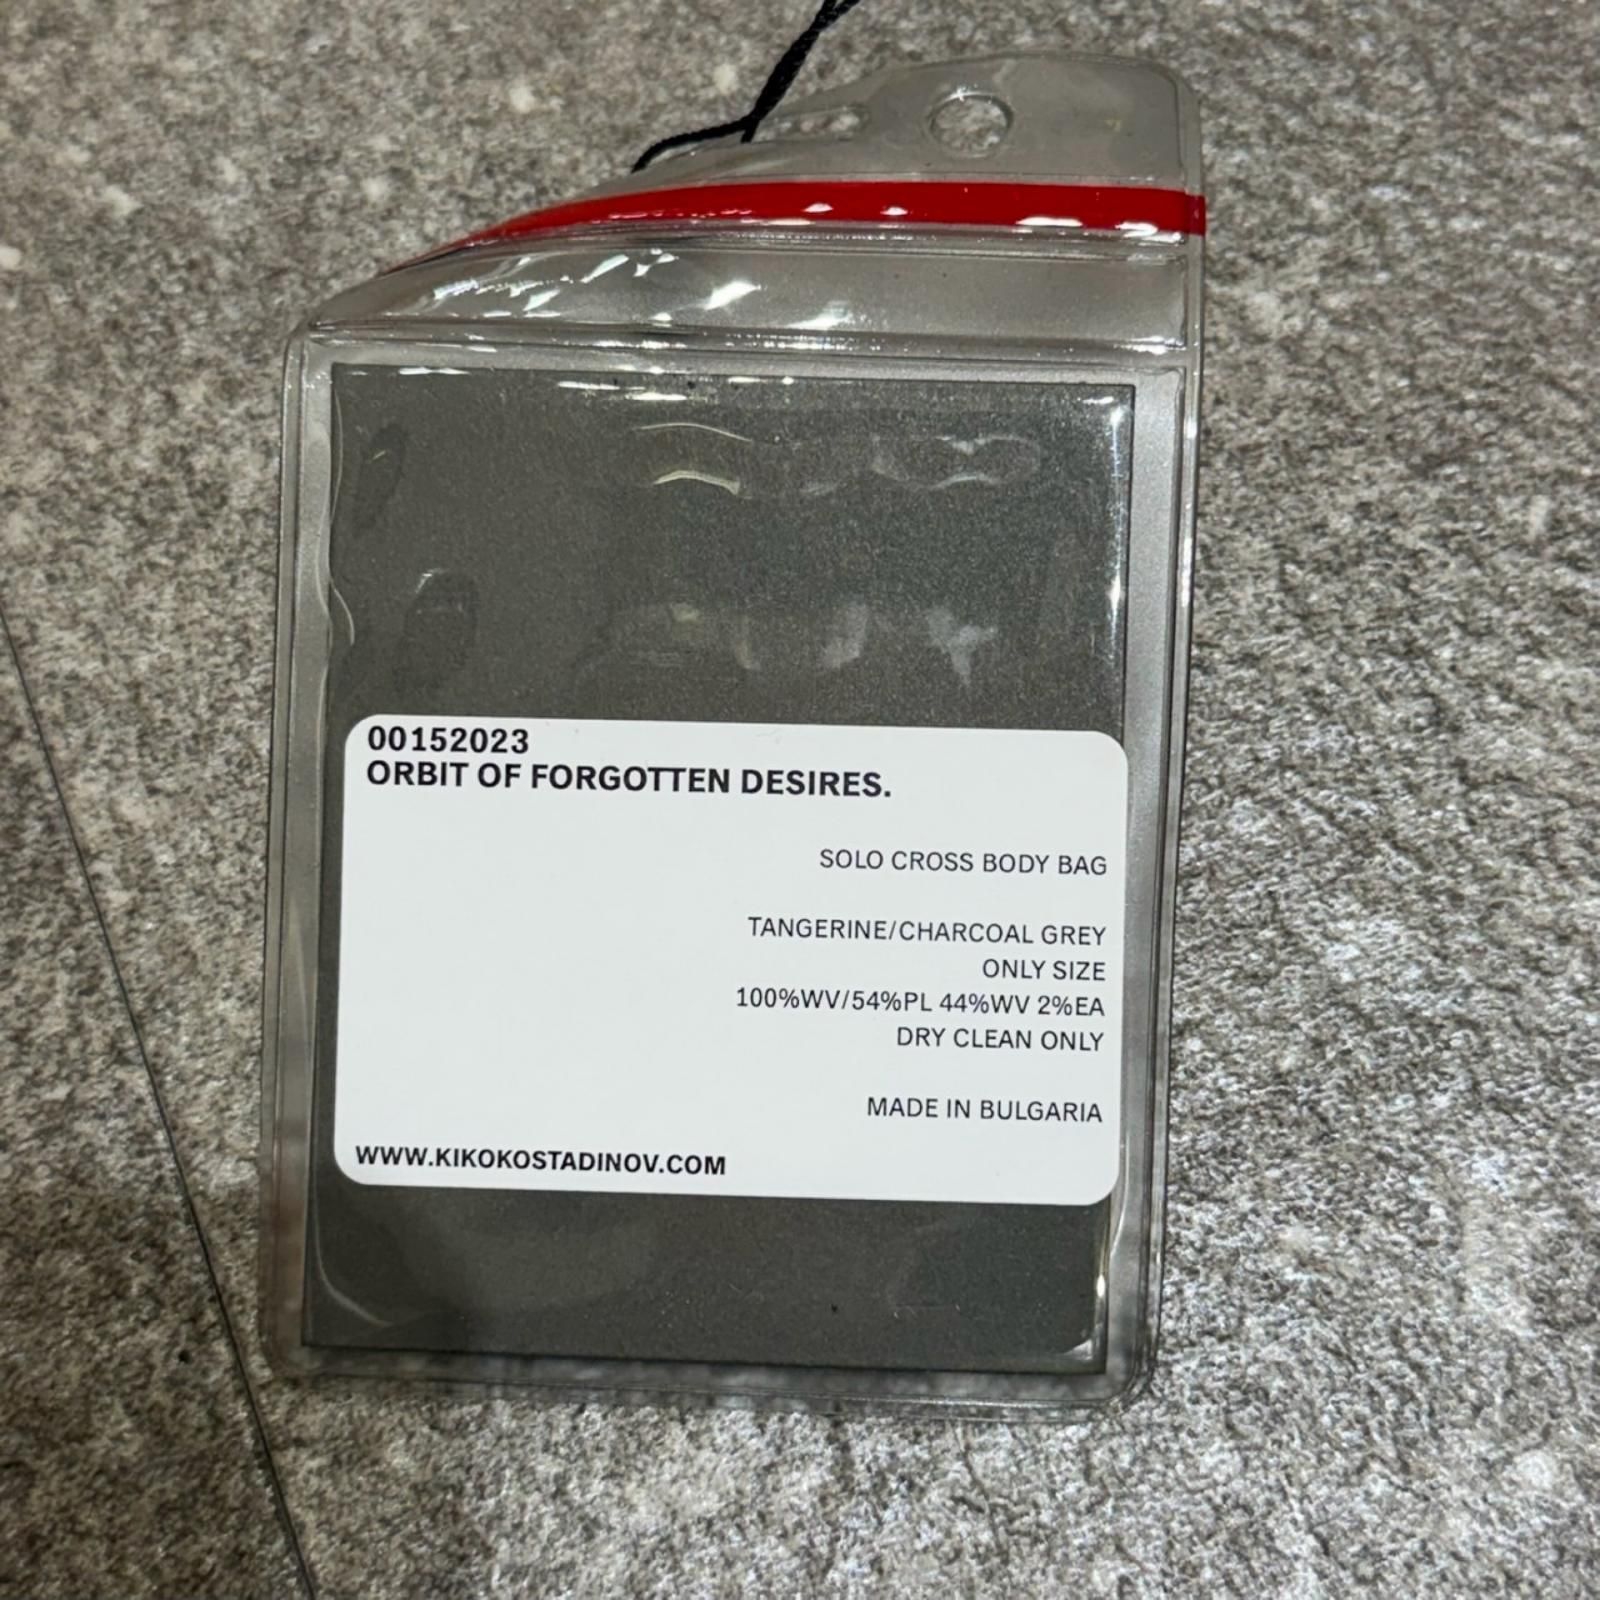 00152023
ORBIT OF FORGOTTEN DESIRES.
SOLO CROSS BODY BAG
TANGERINE/CHARCOAL GREY
ONLY SIZE
100%WV/54%PL 44%WV 2%EA
DRY CLEAN ONLY
MADE IN BULGARIA
WWW.KIKOKOSTADINOV.COM